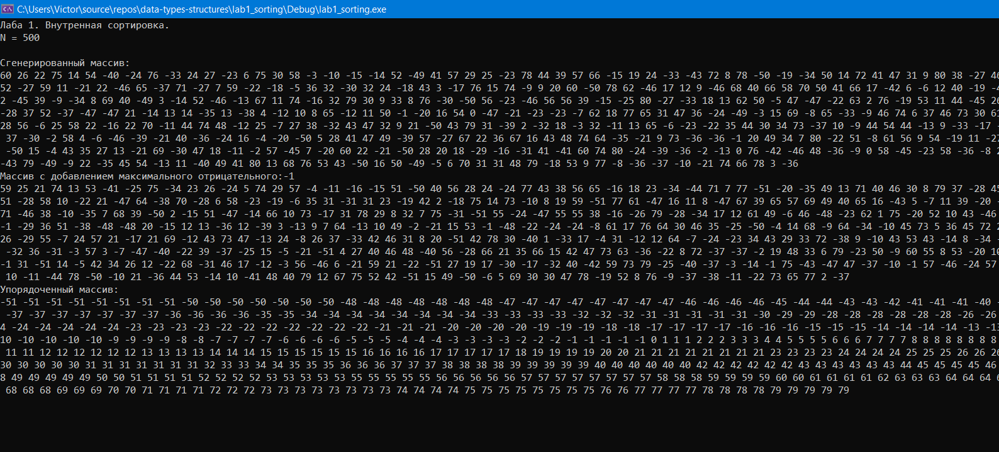 C:\Users\Victor\source\repos\data-types-structures\lab1_sorting\Debug\lab1_sorting.exe
Лаба 1. Внутренная сортировка.
N = 500
Сгенерированный массив:
60 26 22 75 14 54 -40 -24 76 -33 24 27 -23 6 75 30 58 -3 -10 -15 -14 52 -49 41 57 29 25 -23 78 44 39 57 66 -15 19 24 -33 -43 72 8 78 -50 -19 -34 50 14 72 41 47 31 9 80 38 -27 46
52 -27 59 11 -21 22 -46 65 -37 71 -27 7 59 -22 -18 -5 36 32 -30 32 24 -18 43 3 -17 76 15 74 -9 9 20 60 -50 78 62 -46 17 12 9 -46 68 40 66 58 70 50 41 66 17 -42 6 -6 12 40 -19
2 -45 39 -9 -34 8 69 40 -49 3 -14 52 -46 -13 67 11 74 -16 32 79 30 9 33 8 76 -30 -50 56 -23 -46 56 56 39 -15 -25 80 -27 -33 18 13 62 50 -5 47 -47 -22 63 2 76 -19 53 11 44 -45 26
-28 37 52 -37 -47 -47 21 -14 13 14 -35 13 -38 4 -12 10 8 65 -12 11 50 -1 -20 16 54 0 -47 -21 -23 -23 -7 62 18 77 65 31 47 36 -24 -49 -3 15 69 -8 65 -33 -9 46 74 6 37 46 73 30 61
28 56 -6 25 58 22 -16 22 70 -11 44 74 48 -12 25 -7 27 38 -32 43 47 32 9 21 -50 43 79 31 -39 2 -32 18 -3 32 -11 13 65 -6 -23 -22 35 44 30 34 73 -37 10 -9 44 54 44 -13 9 -33 -17 -
37 -30 -2 58 4 -6 -46 -39 -21 40 -36 -24 16 -4 -20 -50 5 28 41 47 49 -39 57 -27 67 22 36 67 16 43 48 74 64 -35 -21 9 73 -36 -36 -1 20 49 34 7 80 -22 51 -8 61 56 9 54 -19 11
-50 15 -4 43 35 27 13 -21 69 -30 47 18 -11 -2 57 -45 7 -20 60 22 -21 -50 28 20 18 -29 -16 -31 41 -41 60 74 80 -24 -39 -36 -2 -13 0 76 -42 -46 48 -36 -9 0 58 -45 -23 58 -36 -8
-43 79 -49 -9 22 -35 45 54 -13 11 -40 49 41 80 13 68 76 53 43 -50 16 50 -49 -5 6 70 31 31 48 79 -18 53 9 77 -8 -36 -37 -10 -21 74 66 78 3 -36
Массив с добавлением максимального отрицательного:-1
59 25 21 74 13 53 -41 -25 75 -34 23 26 -24 5 74 29 57 -4 -11 -16 -15 51 -50 40 56 28 24 -24 77 43 38 56 65 -16 18 23 -34 -44 71 7 77 -51 -20 -35 49 13 71 40 46 30 8 79 37 -28 45
51 -28 58 10 -22 21 -47 64 -38 70 -28 6 58 -23 -19 -6 35 31 -31 31 23 -19 42 2 -18 75 14 73 -10 8 19 59 -51 77 61 -47 16 11 8 -47 67 39 65 57 69 49 40 65 16 -43 5 -7 11 39 -20 -
71 -46 38 -10 -35 7 68 39 -50 2 -15 51 -47 -14 66 10 73 -17 31 78 29 8 32 7 75 -31 -51 55 -24 -47 55 55 38 -16 -26 79 -28 -34 17 12 61 49 -6 46 -48 -23 62 1 75 -20 52 10 43 -46
-1 -29 36 51 -38 -48 -48 20 -15 12 13 -36 12 -39 3 -13 9 7 64 -13 10 49 -2 -21 15 53 -1 -48 -22 -24 -24 -8 61 17 76 64 30 46 35 -25 -50 -4 14 68 -9 64 -34 -10 45 73 5 36 45 72
26 -29 55 -7 24 57 21 -17 21 69 -12 43 73 47 -13 24 -8 26 37 -33 42 46 31 8 20 -51 42 78 30 -40 1 -33 17 -4 31 -12 12 64 -7 -24 -23 34 43 29 33 72 -38 9 -10 43 53 43 -14 8 -34 -
-32 36 -31 -3 57 3 -7 -47 -40 -22 39 -37 -25 15 -5 -21 -51 4 27 40 46 48 -40 56 -28 66 21 35 66 15 42 47 73 63 -36 -22 8 72 -37 -37 -2 19 48 33 6 79 -23 50 -9 60 55 8 53 -20 10
-1 31 -51 14 -5 42 34 26 12 -22 68 -31 46 17 -12 -3 56 -46 6 -21 59 21 -22 -51 27 19 17 -30 -17 -32 40 -42 59 73 79 -25 -40 -37 -3 -14 -1 75 -43 -47 47 -37 -10 -1 57 -46 -24 57
10 -11 -44 78 -50 -10 21 -36 44 53 -14 10 -41 48 40 79 12 67 75 52 42 -51 15 49 -50 -6 5 69 30 30 47 78 -19 52 8 76 -9 -37 -38 -11 -22 73 65 77 2 -37
Упорядоченный массив:
-51 -51 -51 -51 -51 -51 -51 -51 -50 -50 -50 -50 -50 -50 -50 -48 -48 -48 -48 -48 -48 -48 -47 -47 -47 -47 -47 -47 -47 -47 -46 -46 -46 -46 -45 -44 -44 -43 -43 -42 -41 -41 -41 -40 -
-37 -37 -37 -37 -37 -37 -37 -36 -36 -36 -36 -35 -35 -34 -34 -34 -34 -34 -34 -34 -34 -33 -33 -33 -33 -32 -32 -32 -31 -31 -31 -31 -31 -30 -29 -29 -28 -28 -28 -28 -28 -28 -26 -26
4 -24 -24 -24 -24 -24 -23 -23 -23 -23 -22 -22 -22 -22 -22 -22 -22 -21 -21 -21 -20 -20 -20 -20 -19 -19 -19 -18 -18 -17 -17 -17 -17 -16 -16 -16 -15 -15 -15 -14 -14 -14 -14 -13
10 -10 -10 -10 -10 -9 -9 -9 -9 -8 -8 -7 -7 -7 -7 -6 -6 -6 -6 -5 -5 -5 -4 -4 -4 -3 -3 -3 -3 -2 -2 -2 -1 -1 -1 -1 -1 0 1 1 1 2 2 2 3 3 3 4 4 5 5 5 5 6 6 6 7 7 7 7 8 8 8 8 8 8 8
11 11 12 12 12 12 12 12 13 13 13 13 14 14 14 15 15 15 15 15 15 16 16 16 16 17 17 17 17 17 18 19 19 19 19 20 20 21 21 21 21 21 21 21 21 23 23 23 23 24 24 24 24 25 25 25 26 26 26
30 30 30 30 30 31 31 31 31 31 31 31 32 33 33 34 34 35 35 35 36 36 36 37 37 37 38 38 38 38 39 39 39 39 39 40 40 40 40 40 40 42 42 42 42 42 42 43 43 43 43 43 43 44 45 45 45 45 46
8 49 49 49 49 49 50 50 51 51 51 51 52 52 52 52 53 53 53 53 53 55 55 55 55 55 56 56 56 56 56 57 57 57 57 57 57 57 57 58 58 58 59 59 59 59 60 60 61 61 61 61 62 63 63 63 64 64 64
68 68 68 69 69 69 70 70 71 71 71 71 72 72 72 73 73 73 73 73 73 73 73 74 74 74 74 75 75 75 75 75 75 75 75 76 76 77 77 77 77 78 78 78 78 79 79 79 79 79